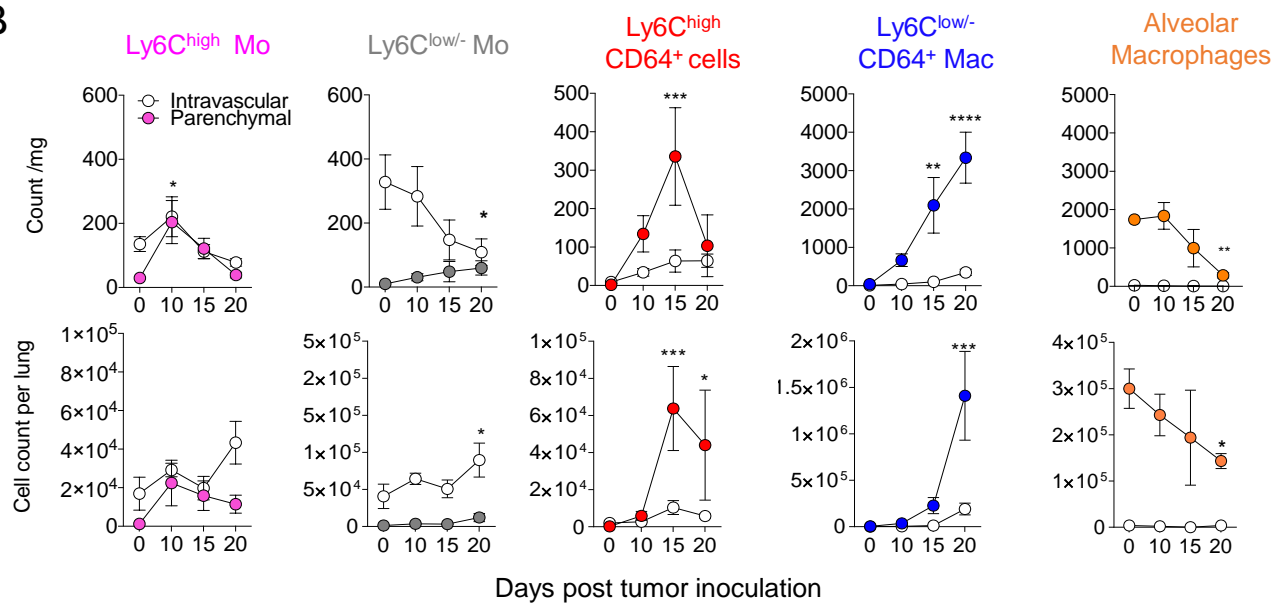 B
Ly6Chigh Mo
Ly6Clow/- Mo
Ly6Chigh
CD64+ cells
Ly6Clow/-
CD64+ Mac
Alveolar
Macrophages
Count /mg
600
400
200
0
Intravascular
Parenchymal
*
0 10 15 20
600
400
200
0
*
0 10 15 20
500
400
300
200
100
0
***
0 10 15 20
5000
4000
3000
2000
1000
0
**
****
0 10 15 20
5000
4000
3000
2000
1000
0
**
0 10 15 20
Cell count per lung
1×10⁵
8×10⁴
6×10⁴
4×10⁴
2×10⁴
0
0 10 15 20
5×10⁵
2×10⁵
5×10⁵
1×10⁵
5×10⁴
0
*
0 10 15 20
1×10⁵
8×10⁴
6×10⁴
4×10⁴
2×10⁴
0
***
*
0 10 15 20
2×10⁶
1.5×10⁶
1×10⁶
5×10⁵
0
***
0 10 15 20
4×10⁵
3×10⁵
2×10⁵
1×10⁵
0
*
0 10 15 20
Days post tumor inoculation